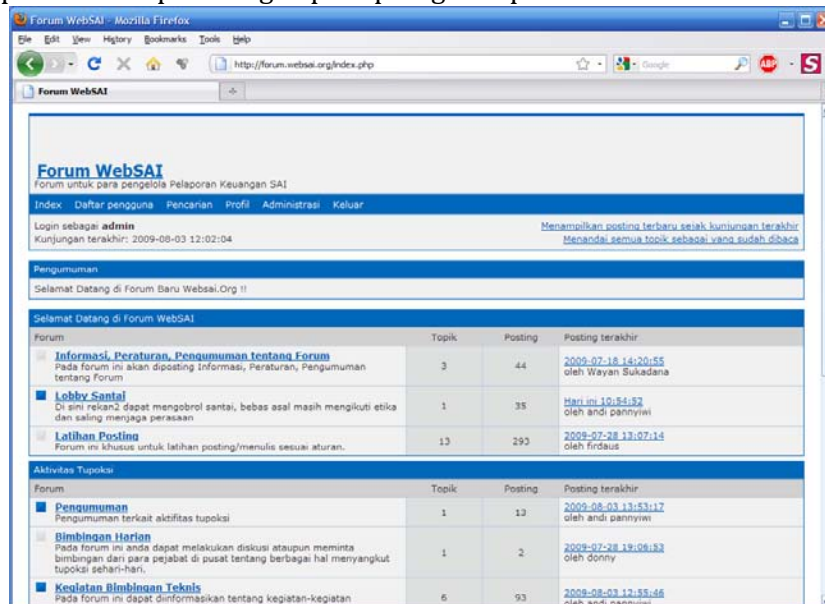 Forum WebSAI - Mozilla Firefox
File Edit View History Bookmarks Tools Help
http://forum.websai.org/index.php
Google
ABP
S
Forum WebSAI
Forum WebSAI
Forum untuk para pengelola Pelaporan Keuangan SAI
Index Daftar pengguna Pencarian Profil Administrasi Keluar
Login sebagai admin
Menampilkan posting terbaru sejak kunjungan terakhir
Kunjungan terakhir: 2009-08-03 12:02:04
Menandai semua topik sebagai yang sudah dibaca
Pengumuman
Selamat Datang di Forum Baru Websai.Org !!
Selamat Datang di Forum WebSAI
Forum Topik Posting Posting terakhir
Informasi, Peraturan, Pengumuman tentang Forum
Pada forum ini akan diposting Informasi, Peraturan, Pengumuman
tentang Forum
3 44
2009-07-18 14:20:55
oleh Wayan Sukadana
Lobby Santai
Di sini rekan2 dapat mengobrol santai, bebas asal masih mengikuti etika
dan saling menjaga perasaan
1 35
Hari ini 10:54:52
oleh andi pannyiwi
Latihan Posting
Forum ini khusus untuk latihan posting/menulis sesuai aturan.
13 293
2009-07-28 13:07:14
oleh firdaus
Aktivitas Tupoksi
Forum Topik Posting Posting terakhir
Pengumuman
Pengumuman terkait aktifitas tupoksi
1 13
2009-08-03 13:53:17
oleh andi pannyiwi
Bimbingan Harian
Pada forum ini anda dapat melakukan diskusi ataupun meminta
bimbingan dari para pejabat di pusat tentang berbagai hal menyangkut
tupoksi sehari-hari.
1 2
2009-07-28 19:06:53
oleh donny
Kegiatan Bimbingan Teknis
Pada forum ini dapat diinformasikan tentang kegiatan-kegiatan
6 93
2009-08-03 12:55:46
oleh andi pannyiwi